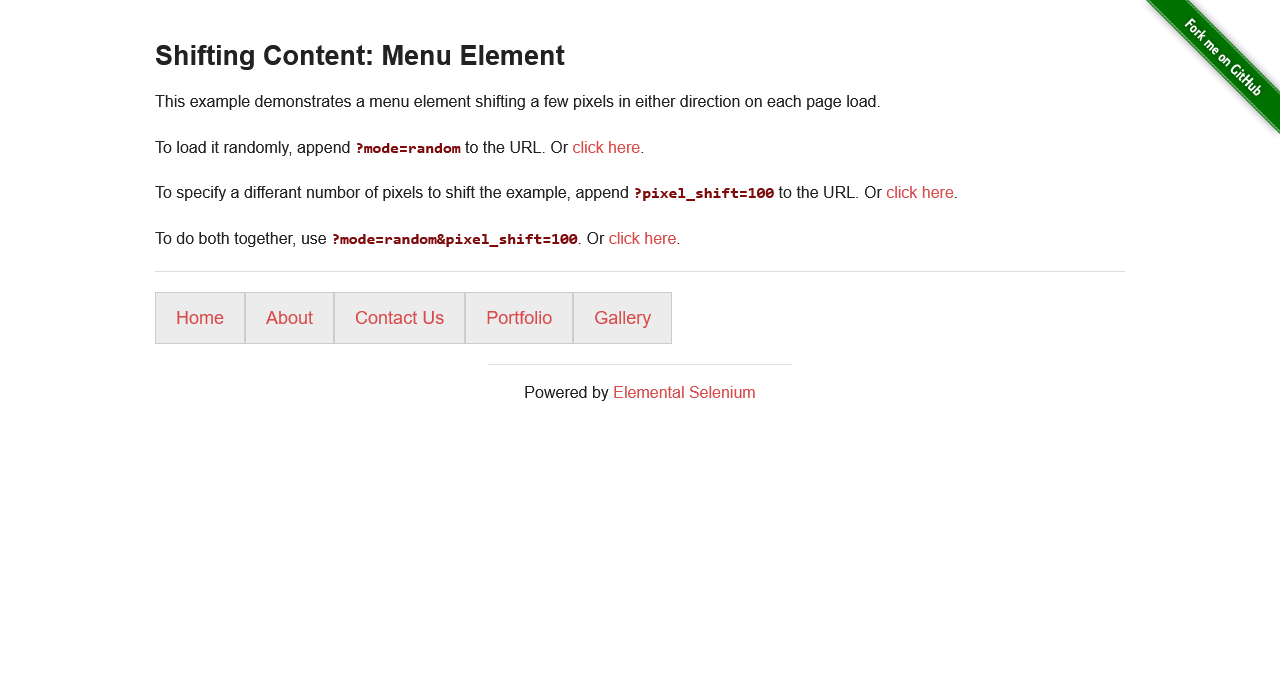 Fork me on GitHub
Shifting Content: Menu Element
This example demonstrates a menu element shifting a few pixels in either direction on each page load.
To load it randomly, append ?mode=random to the URL. Or click here.
To specify a differant numbor of pixels to shift the example, append ?pixel_shift=100 to the URL. Or click here.
To do both together, use ?mode=random&pixel_shift=100. Or click here.
Home About Contact Us Portfolio Gallery
Powered by Elemental Selenium